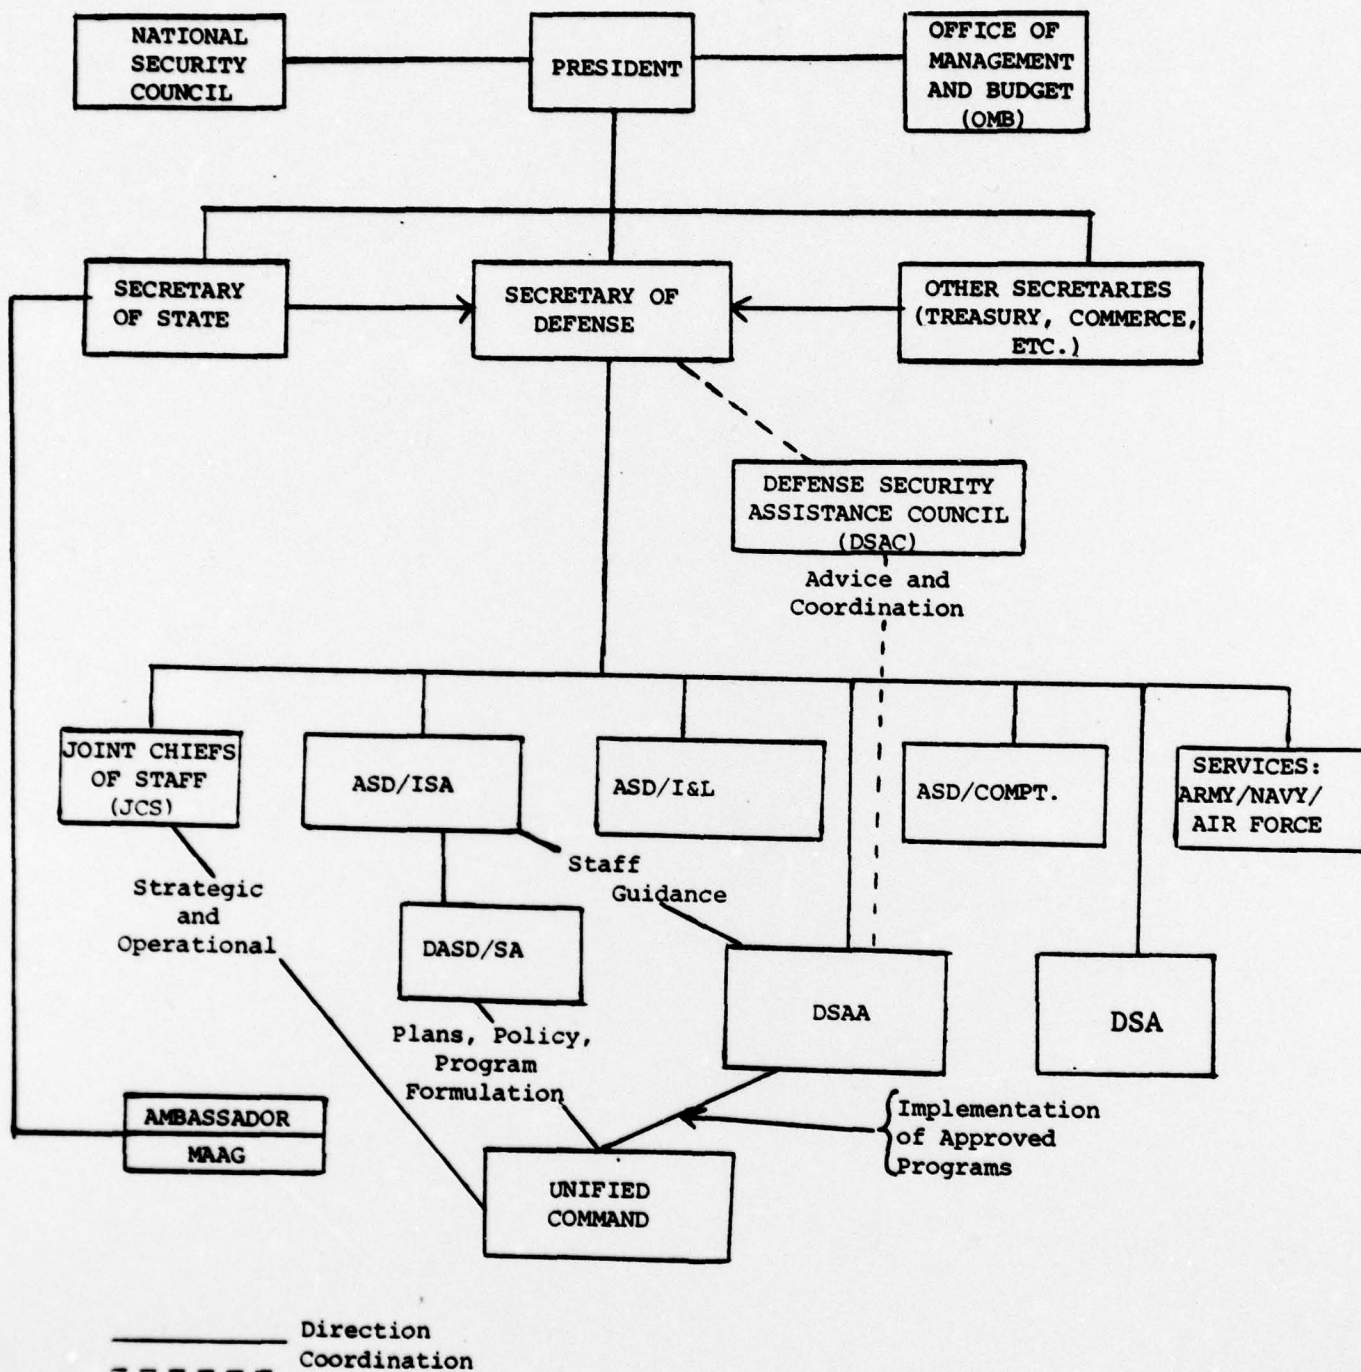 NATIONAL
SECURITY
COUNCIL
PRESIDENT
OFFICE OF
MANAGEMENT
AND BUDGET
(OMB)
SECRETARY
OF STATE
SECRETARY OF
DEFENSE
OTHER SECRETARIES
(TREASURY, COMMERCE,
ETC.)
DEFENSE SECURITY
ASSISTANCE COUNCIL
(DSAC)
Advice and
Coordination
JOINT CHIEFS
OF STAFF
(JCS)
ASD/ISA
ASD/I&L
ASD/COMPT.
SERVICES:
ARMY/NAVY/
AIR FORCE
Strategic
and
Operational
Staff
Guidance
DASD/SA
DSAA
DSA
Plans, Policy,
Program
Formulation
AMBASSADOR
MAAG
Implementation
of Approved
Programs
UNIFIED
COMMAND
Direction
Coordination